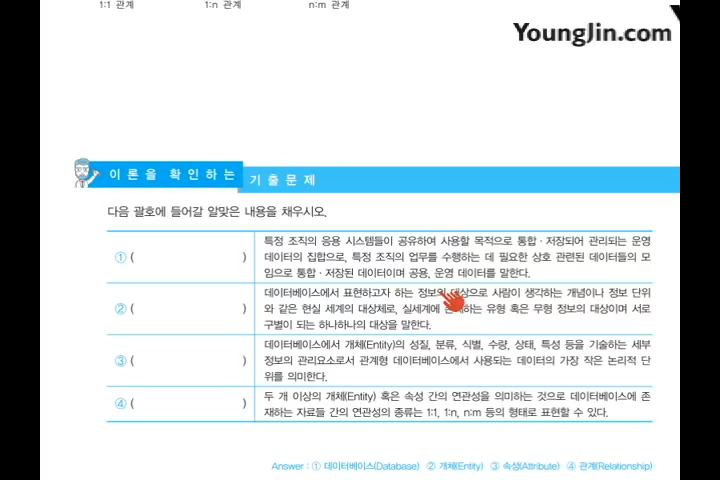 1:1 관계 1:n 관계 n:m 관계
YoungJin.com
이 론 을 확 인 하 는 기 출 문 제
다음 괄호에 들어갈 알맞은 내용을 채우시오.
① ( )
특정 조직의 응용 시스템들이 공유하여 사용할 목적으로 통합 · 저장되어 관리되는 운영
데이터의 집합으로, 특정 조직의 업무를 수행하는 데 필요한 상호 관련된 데이터들의 모
임으로 통합 · 저장된 데이터이며 공용, 운영 데이터를 말한다.
② ( )
데이터베이스에서 표현하고자 하는 정보의 대상으로 사람이 생각하는 개념이나 정보 단위
와 같은 현실 세계의 대상체로, 실세계에 유형 혹은 무형 정보의 대상이며 서로
구별이 되는 하나하나의 대상을 말한다.
③ ( )
데이터베이스에서 개체(Entity)의 성질, 분류, 식별, 수량, 상태, 특성 등을 기술하는 세부
정보의 관리요소로서 관계형 데이터베이스에서 사용되는 데이터의 가장 작은 논리적 단
위를 의미한다.
④ ( )
두 개 이상의 개체(Entity) 혹은 속성 간의 연관성을 의미하는 것으로 데이터베이스에 존
재하는 자료들 간의 연관성의 종류는 1:1, 1:n, n:m 등의 형태로 표현할 수 있다.
Answer : ① 데이터베이스(Database) ② 개체(Entity) ③ 속성(Attribute) ④ 관계(Relationship)